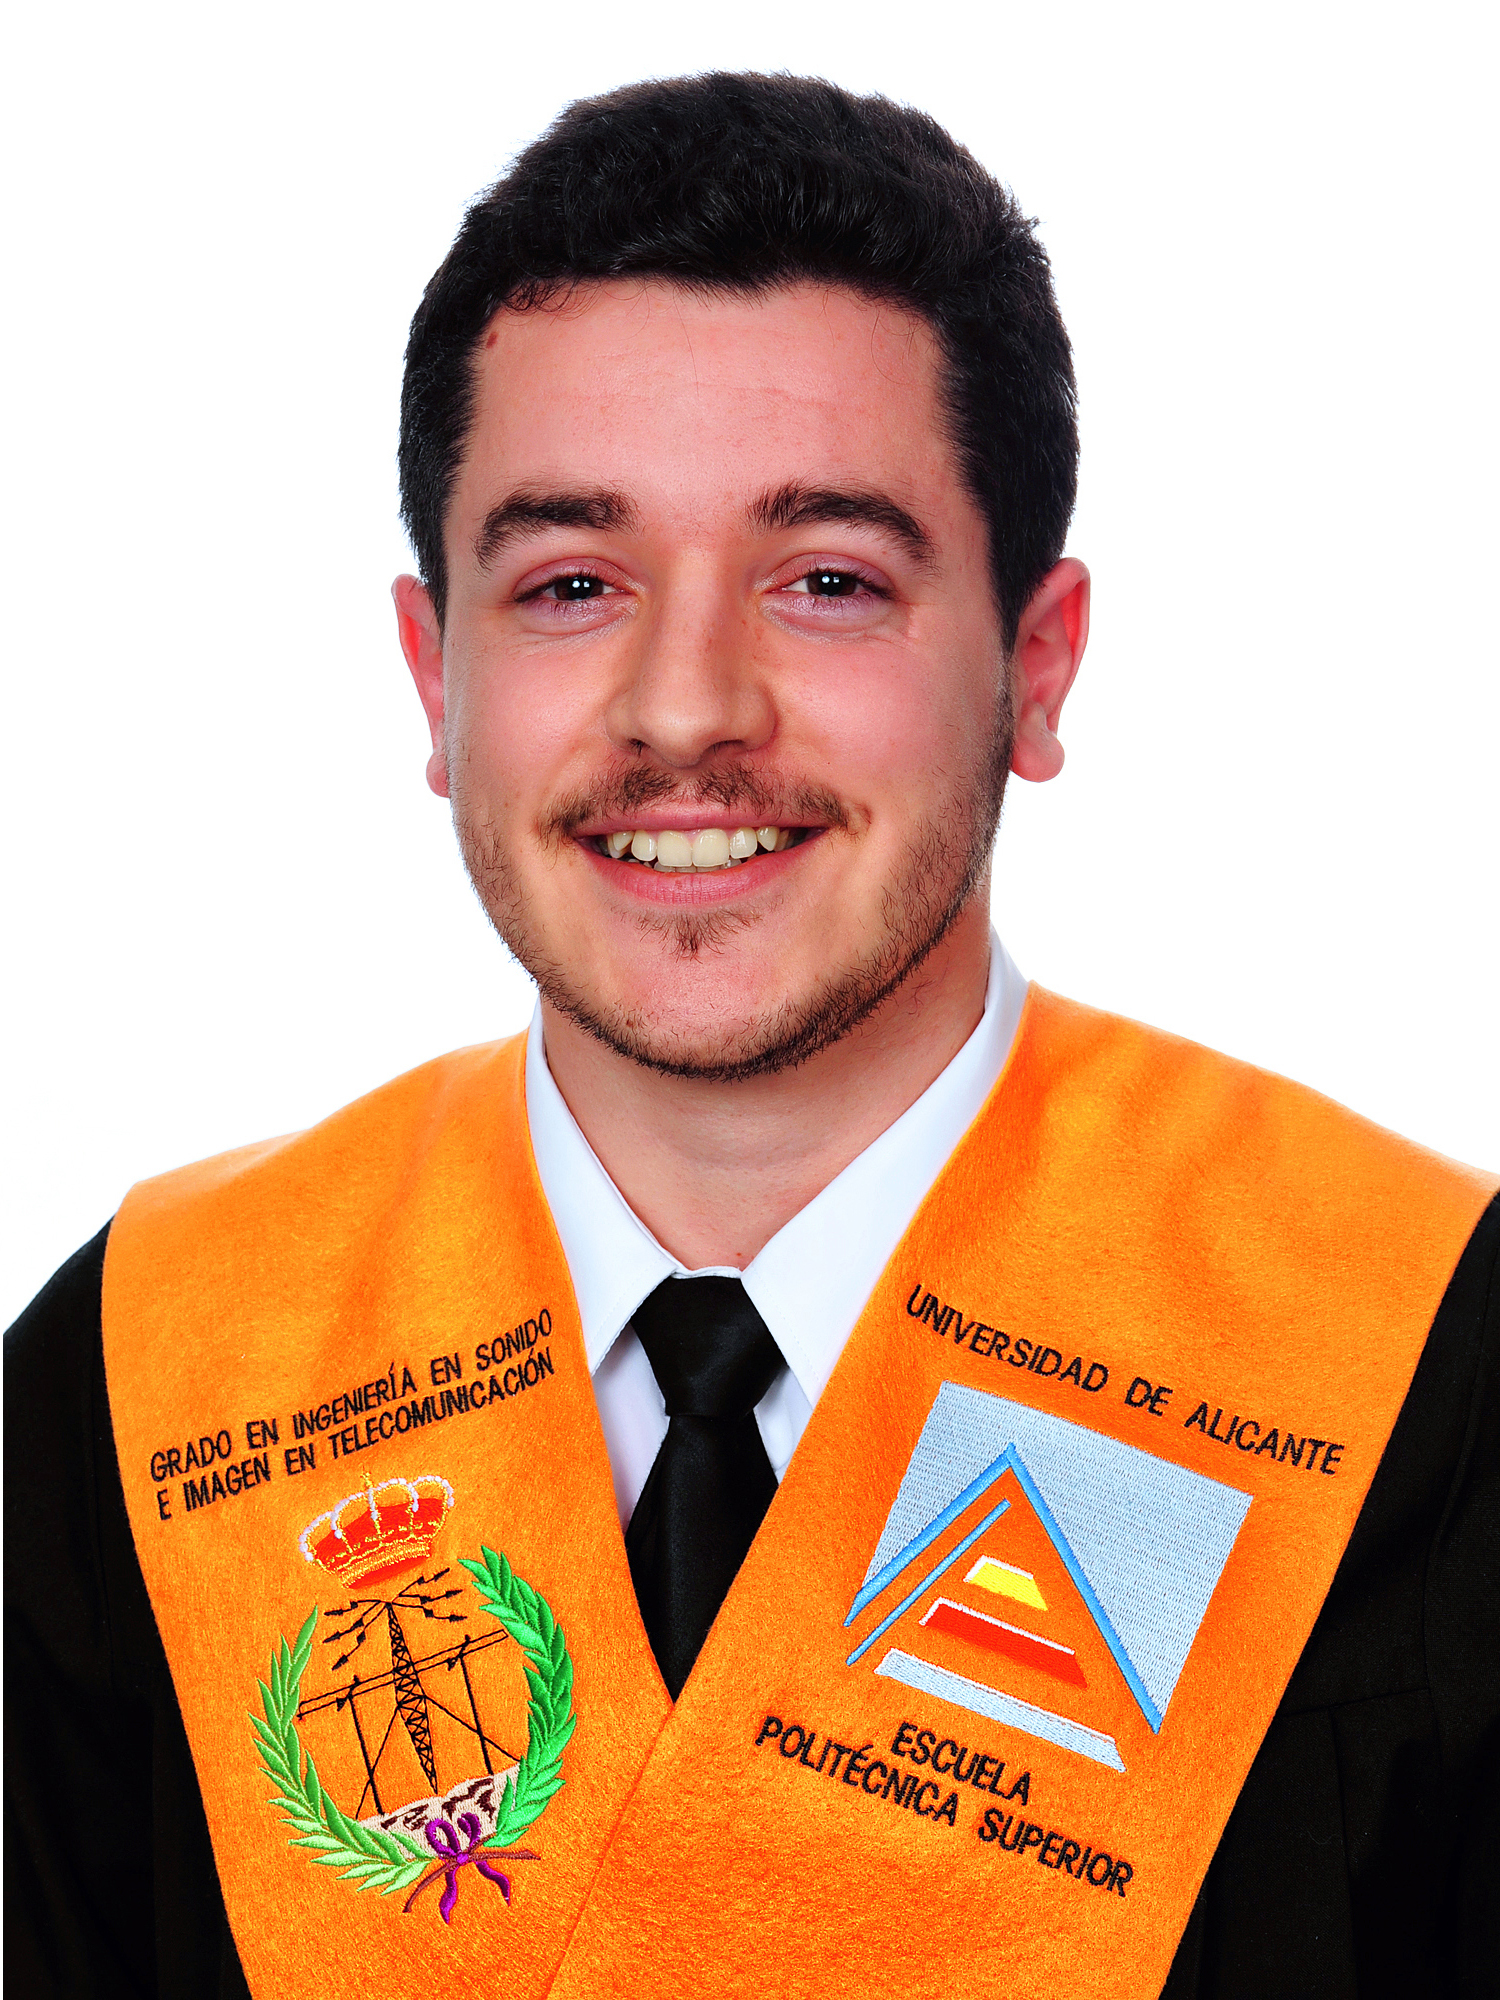 GRADO EN INGENIERÍA EN SONIDO
E IMAGEN EN TELECOMUNICACIÓN
UNIVERSIDAD DE ALICANTE
ESCUELA
POLITÉCNICA SUPERIOR